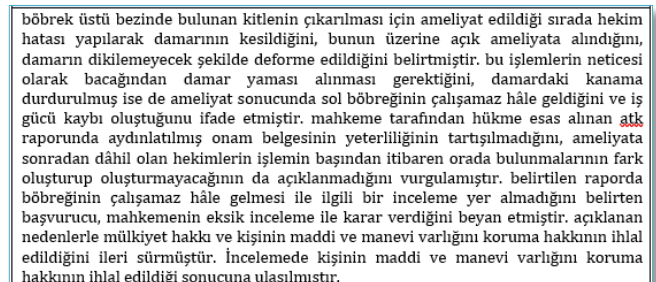 böbrek üstü bezinde bulunan kitlenin çıkarılması için ameliyat edildiği sırada hekim
hatası yapılarak damarının kesildiğini, bunun üzerine açık ameliyata alındığını,
damarın dikilemeyecek şekilde deforme edildiğini belirtmiştir. bu işlemlerin neticesi
olarak bacağından damar yaması alınması gerektiğini, damardaki kanama
durdurulmuş ise de ameliyat sonucunda sol böbreğinin çalışamaz hâle geldiğini ve iş
gücü kaybı oluştuğunu ifade etmiştir. mahkeme tarafından hükme esas alınan atk
raporunda aydınlatılmış onam belgesinin yeterliliğinin tartışılmadığını, ameliyata
sonradan dâhil olan hekimlerin işlemin başından itibaren orada bulunmalarının fark
oluşturup oluşturmayacağının da açıklanmadığını vurgulamıştır. belirtilen raporda
böbreğinin çalışamaz hâle gelmesi ile ilgili bir inceleme yer almadığını belirten
başvurucu, mahkemenin eksik inceleme ile karar verdiğini beyan etmiştir. açıklanan
nedenlerle mülkiyet hakkı ve kişinin maddi ve manevi varlığını koruma hakkının ihlal
edildiğini ileri sürmüştür. İncelemede kişinin maddi ve manevi varlığını koruma
hakkının ihlal edildiği sonucuna ulaşılmıştır.